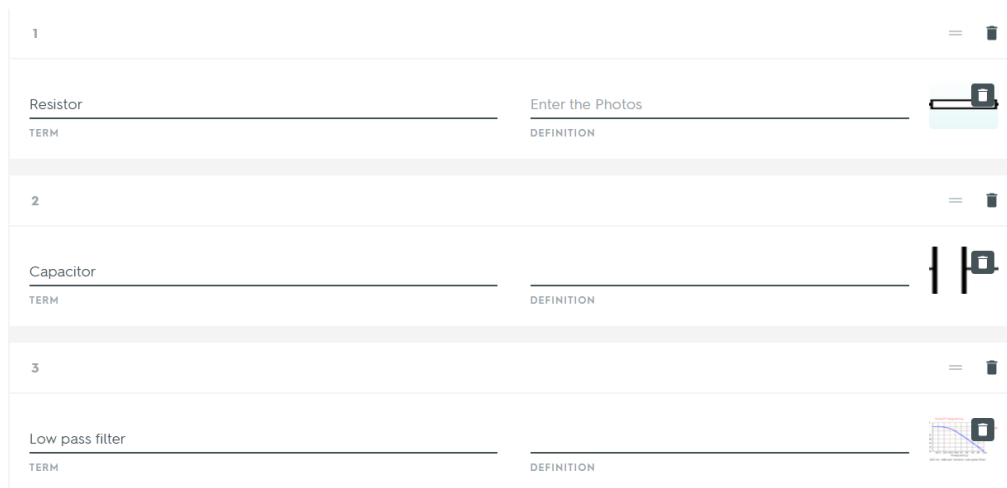 1
Resistor
Enter the Photos
TERM
DEFINITION
2
Capacitor
TERM
DEFINITION
3
Low pass filter
TERM
DEFINITION